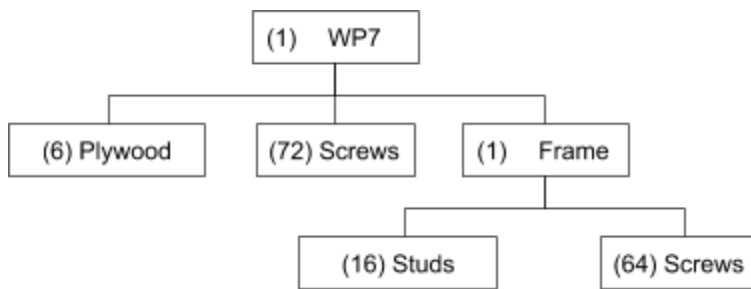 (1) WP7
(6) Plywood
(72) Screws
(1) Frame
(16) Studs
(64) Screws